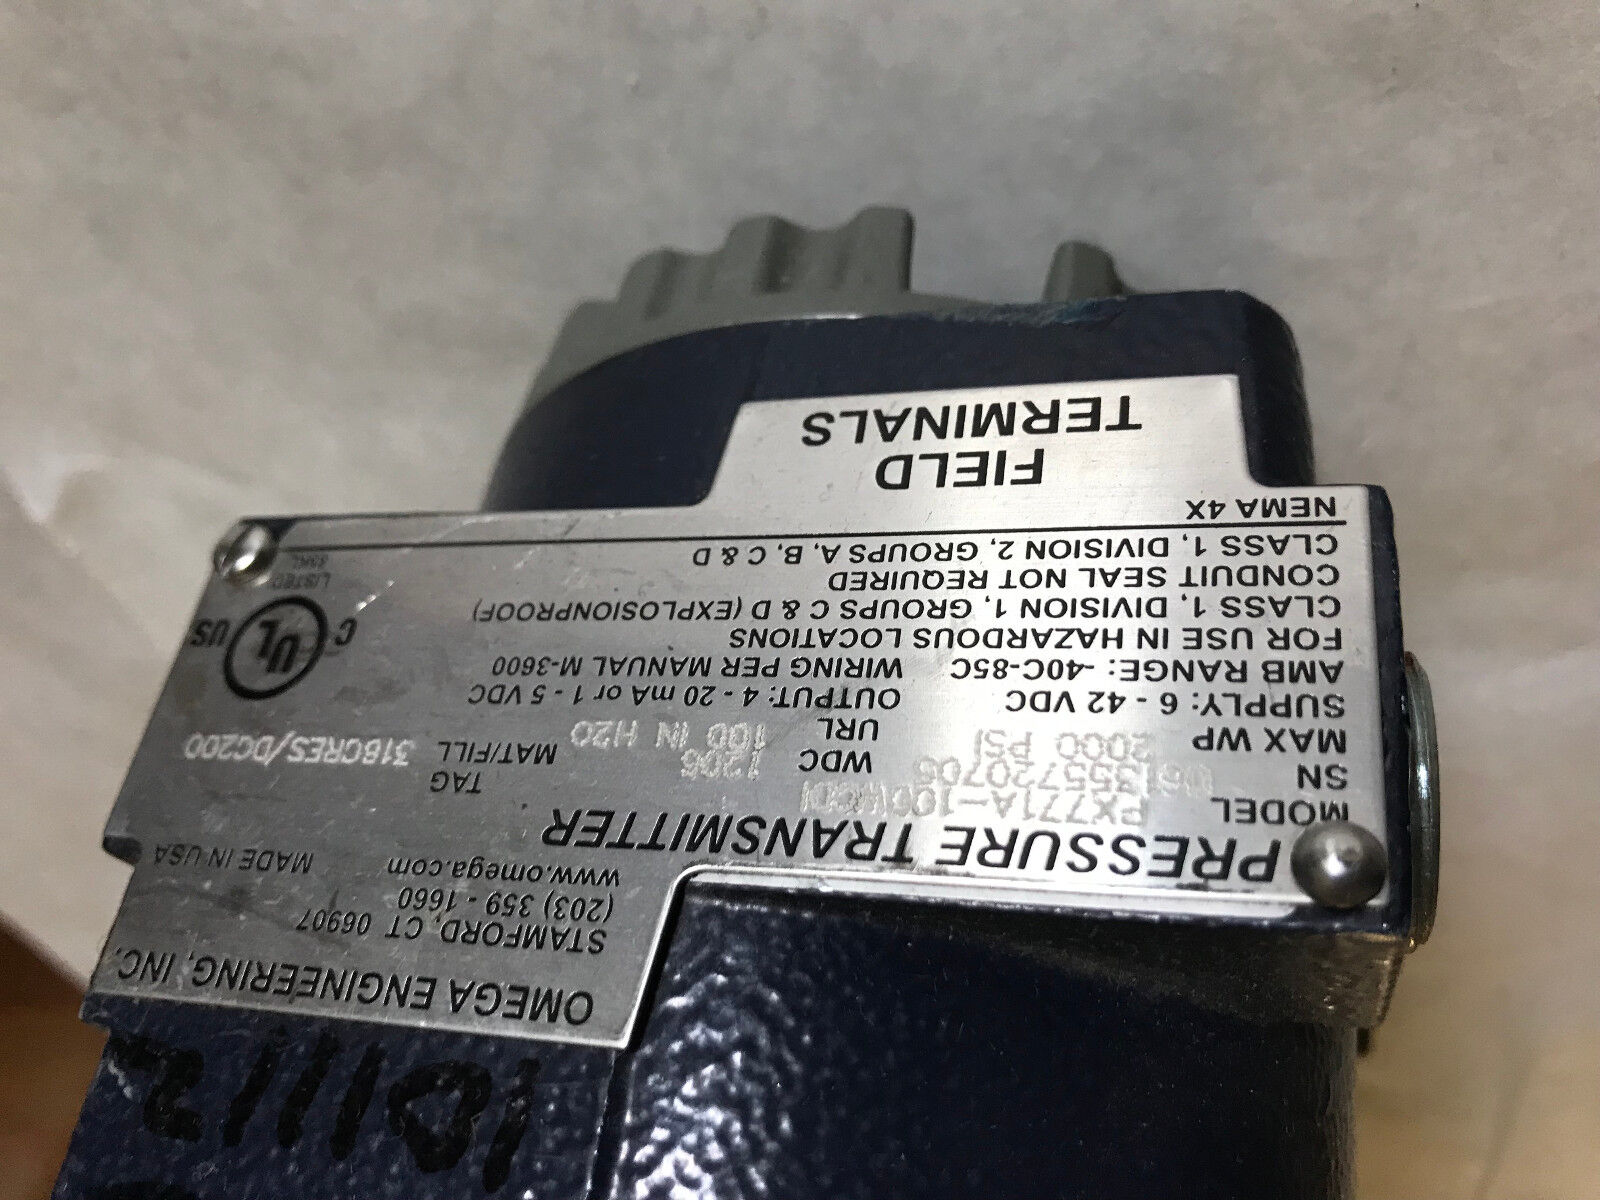 OMEGA ENGINEERING, INC.
STAMFORD, CT 06907
(203) 359 - 1660
www.omega.com MADE IN USA
PRESSURE TRANSMITTER
MODEL PX771A-100WCDI TAG
SN WDC 1206 MAT/FILL 316CRES/DC200
MAX WP 2000 PSI URL 100 IN H2O
SUPPLY: 6 - 42 VDC OUTPUT: 4 - 20 mA or 1 - 5 VDC
AMB RANGE: -40C-85C WIRING PER MANUAL M-3600
FOR USE IN HAZARDOUS LOCATIONS
CLASS 1, DIVISION 1, GROUPS C & D (EXPLOSIONPROOF)
CONDUIT SEAL NOT REQUIRED
CLASS 1, DIVISION 2, GROUPS A, B, C & D
NEMA 4X
C UL US
LISTED
FIELD
TERMINALS